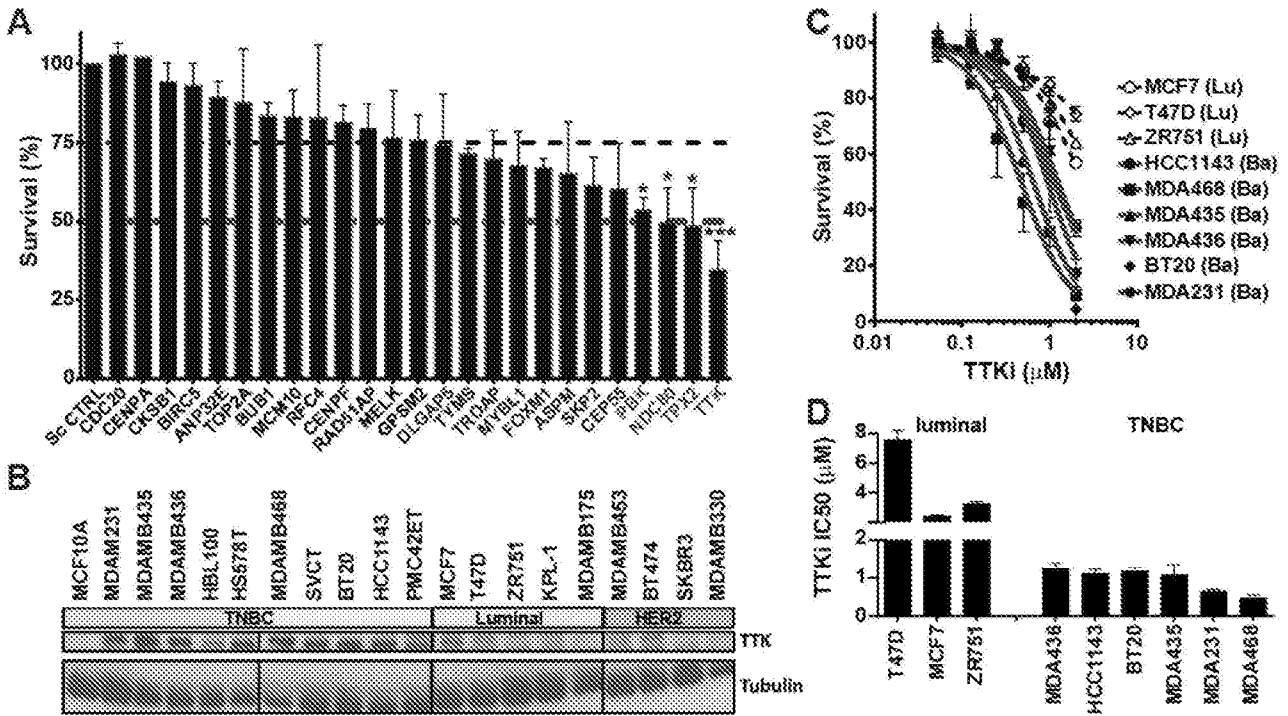 A
Survival (%)
100
75
50
25
0
*
*
*
***
Sc CTRL
CDC20
CENPA
CKSB1
BIRC5
ANP32E
TOP2A
BUB1
MCM10
RFC4
CENPF
RAD51AP
MELK
GPSM2
DLGAP5
TYMS
TROAP
MYBL1
FOXM1
ASPM
SKP2
CEP55
NDC80
TPX2
B
MCF10A
MDAM231
MDAMB435
MDAMB436
HBL100
HS578T
MDAMB468
SVCT
BT20
HCC1143
PMC42ET
MCF7
T47D
ZR751
KPL-1
MDAMB175
MDAMB453
BT474
SKBR3
MDAMB330
TNBC
Luminal
HER2
TTK
Tubulin
C
Survival (%)
100
80
60
40
20
0
0.01
0.1
1
10
TTKi (μM)
MCF7 (Lu)
T47D (Lu)
ZR751 (Lu)
HCC1143 (Ba)
MDA468 (Ba)
MDA435 (Ba)
MDA436 (Ba)
BT20 (Ba)
MDA231 (Ba)
D
luminal
TNBC
TTKi IC50 (μM)
8
6
4
2
1
0
T47D
MCF7
ZR751
MDA436
HCC1143
BT20
MDA435
MDA231
MDA468